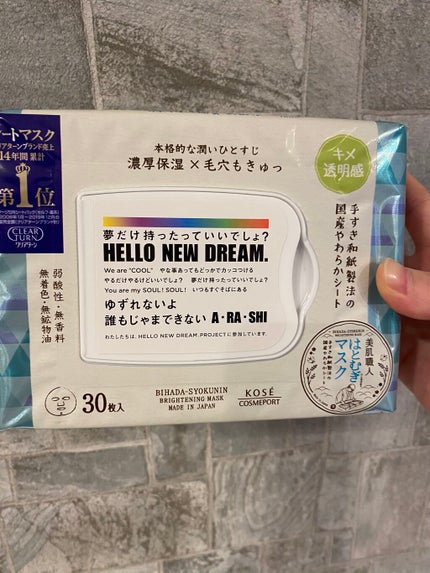 ートマスク
リアターンブランド売上
14年間 累計
第1位
CLEAR TURN
クリアターン
本格的な潤いひとすじ
濃厚保湿×毛穴もきゅっ
キメ
透明感
手すき和紙製法の
国産やわらかシート
夢だけ持ったっていいでしょ?
HELLO NEW DREAM.
We are "COOL" やな事あってもどっかでカッコつける
やるだけやるけどいいでしょ? 夢だけ持ったっていいでしょ?
You are my SOUL! SOUL! いつもすぐそばにある
ゆずれないよ
誰もじゃまできない A・RA・SHI
わたしたちは、HELLO NEW DREAM. PROJECTに参加しています。
弱酸性・無香料
無着色・無鉱物油
30枚入
BIHADA-SYOKUNIN
BRIGHTENING MASK
MADE IN JAPAN
KOSÉ
COSMEPORT
美肌職人
はとむぎ
マスク